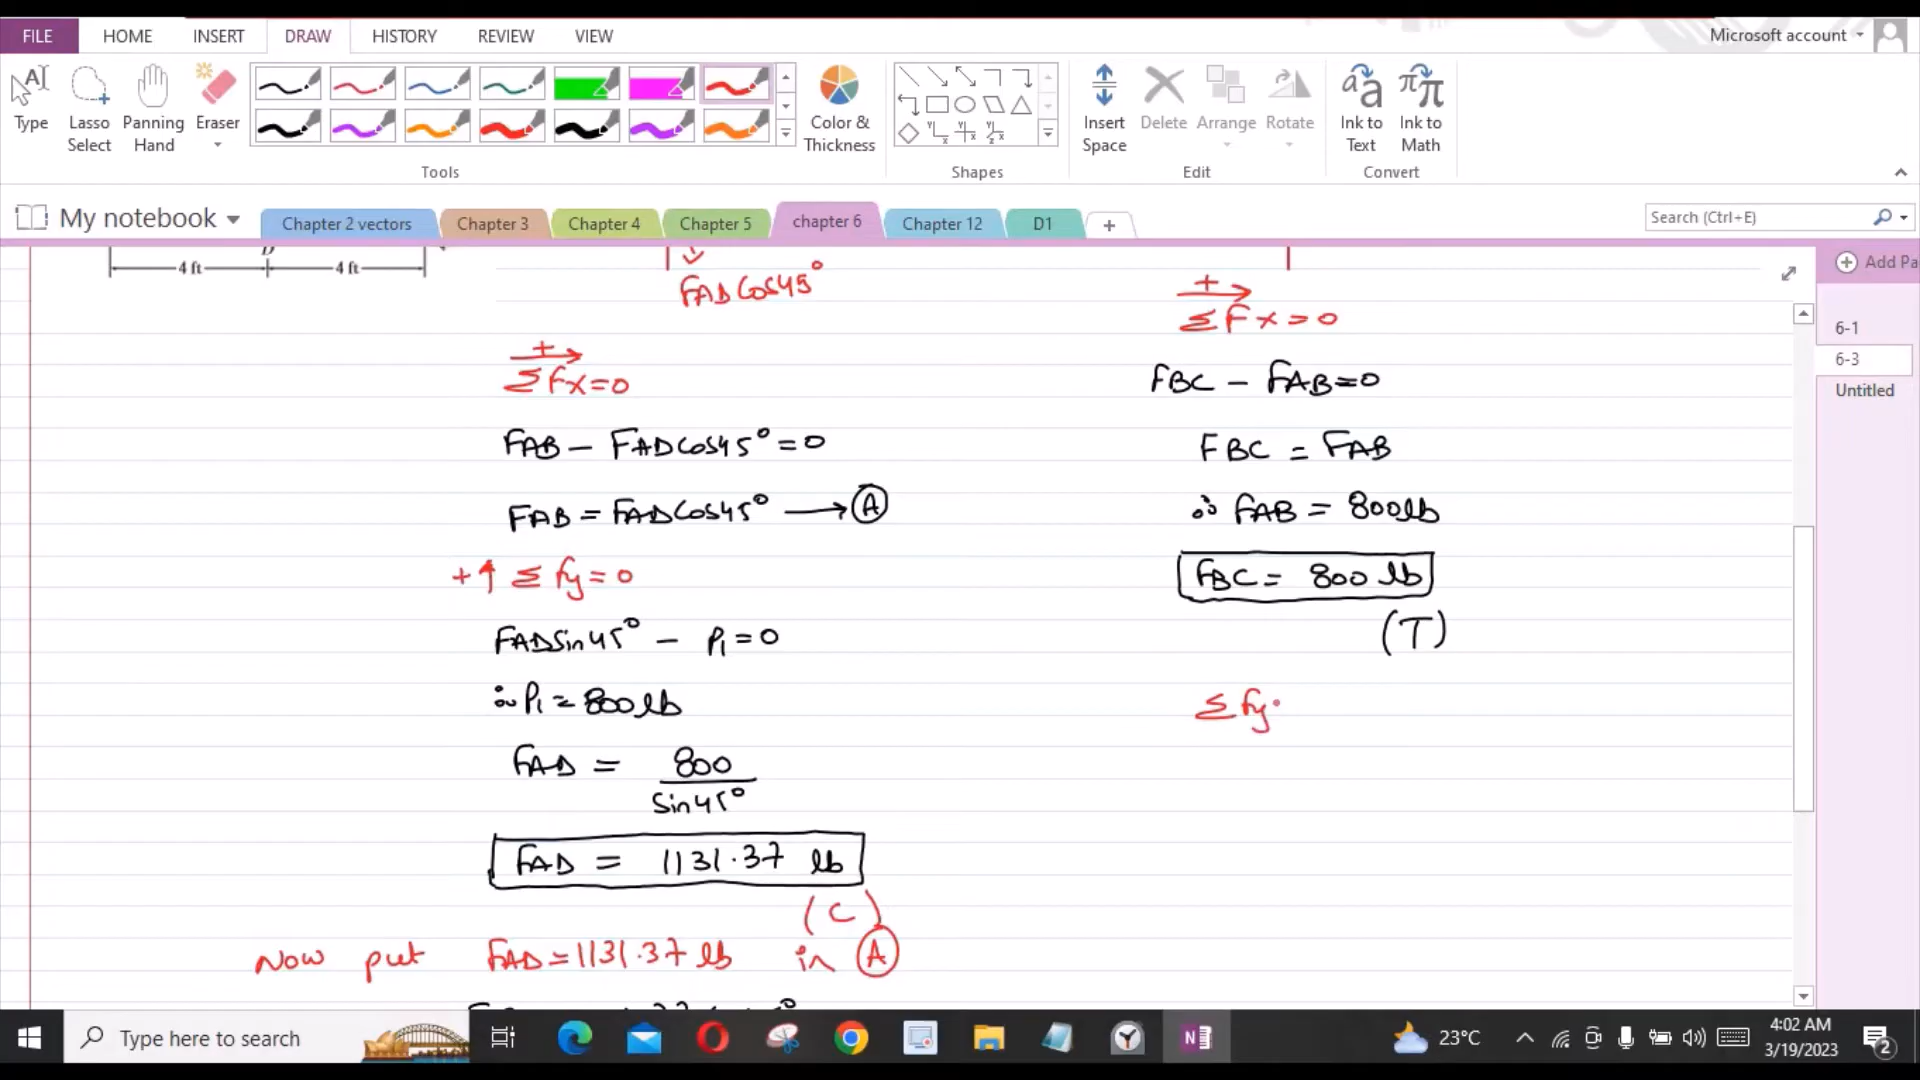 FILE HOME INSERT DRAW HISTORY REVIEW VIEW Microsoft account
Type Lasso Select Panning Hand Eraser Color & Thickness Insert Space Delete Arrange Rotate Ink to Text Ink to Math
Tools Shapes Edit Convert
My notebook Chapter 2 vectors Chapter 3 Chapter 4 Chapter 5 chapter 6 Chapter 12 D1 + Search (Ctrl+E)
Add Pa
6-1
6-3
Untitled
4 ft 4 ft
FAD Cos45°
+
ΣFx=0
FAB – FADCos45° = 0
FAB = FADCos45° → A
+↑ Σfy = 0
FADSin45° – P1 = 0
∴ P1 = 800lb
FAD = 800
Sin45°
FAD = 1131.37 lb
(C)
Now put FAD=1131.37 lb in A
+
ΣFx=0
FBC – FAB=0
FBC = FAB
∴ FAB = 800lb
FBC = 800 lb
(T)
Σfy
Type here to search
23°C
4:02 AM
3/19/2023
2